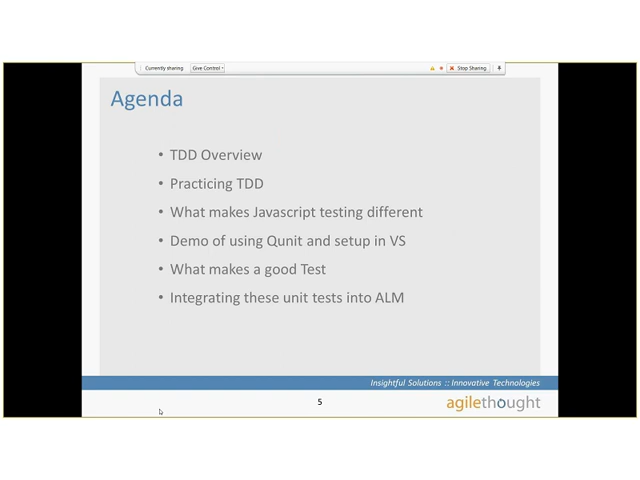 Currently sharing Give Control Stop Sharing
Agenda
• TDD Overview
• Practicing TDD
• What makes Javascript testing different
• Demo of using Qunit and setup in VS
• What makes a good Test
• Integrating these unit tests into ALM
Insightful Solutions :: Innovative Technologies
5
agilethought